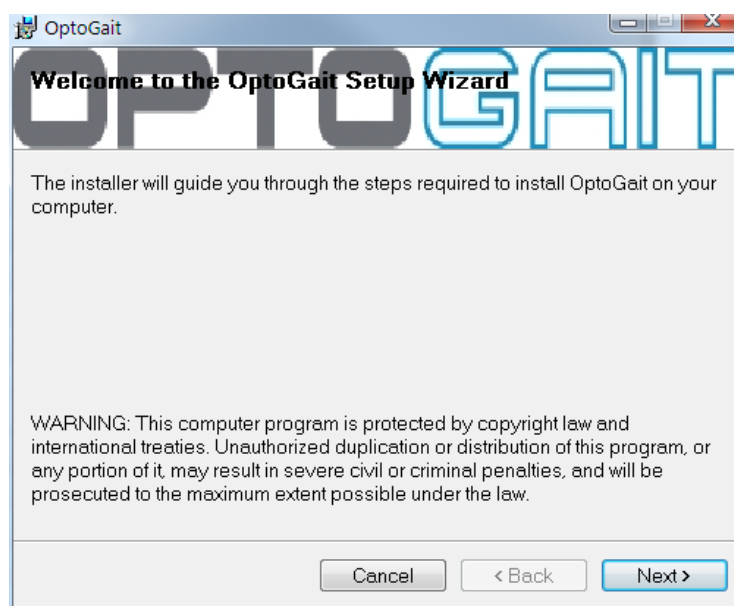 OptoGait
OPTOGAIT
Welcome to the OptoGait Setup Wizard
The installer will guide you through the steps required to install OptoGait on your
computer.
WARNING: This computer program is protected by copyright law and
international treaties. Unauthorized duplication or distribution of this program, or
any portion of it, may result in severe civil or criminal penalties, and will be
prosecuted to the maximum extent possible under the law.
Cancel < Back Next >